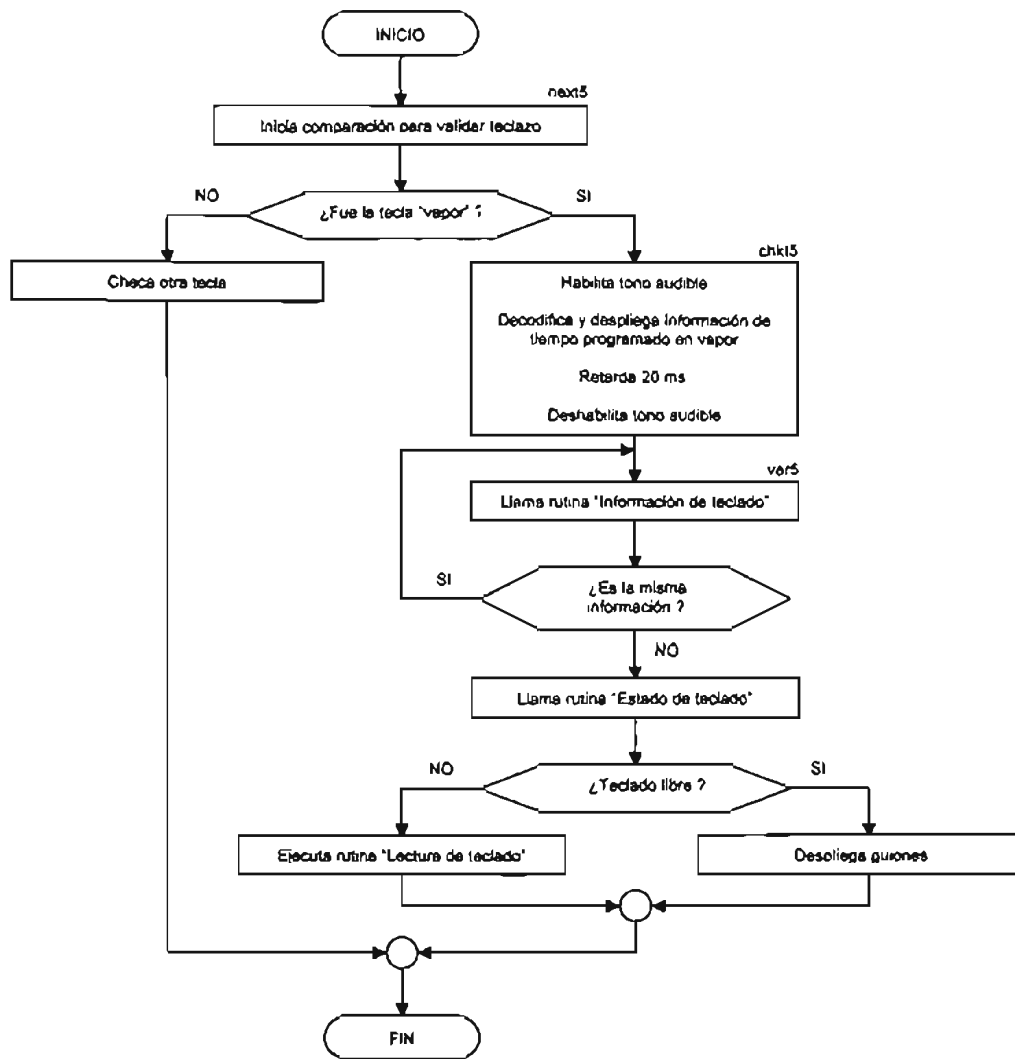 INICIO
next5
Inicia comparación para validar teclazo
NO
¿Fue la tecla "vapor" ?
SI
Checa otra tecla
chkt5
Habilita tono audible
Decodifica y despliega información de
tiempo programado en vapor
Retarda 20 ms
Deshabilita tono audible
ver5
Llama rutina "Información de teclado"
SI
¿Es la misma
información ?
NO
Llama rutina "Estado de teclado"
NO
¿Teclado libre ?
SI
Ejecuta rutina "Lectura de teclado"
Despliega guiones
FIN